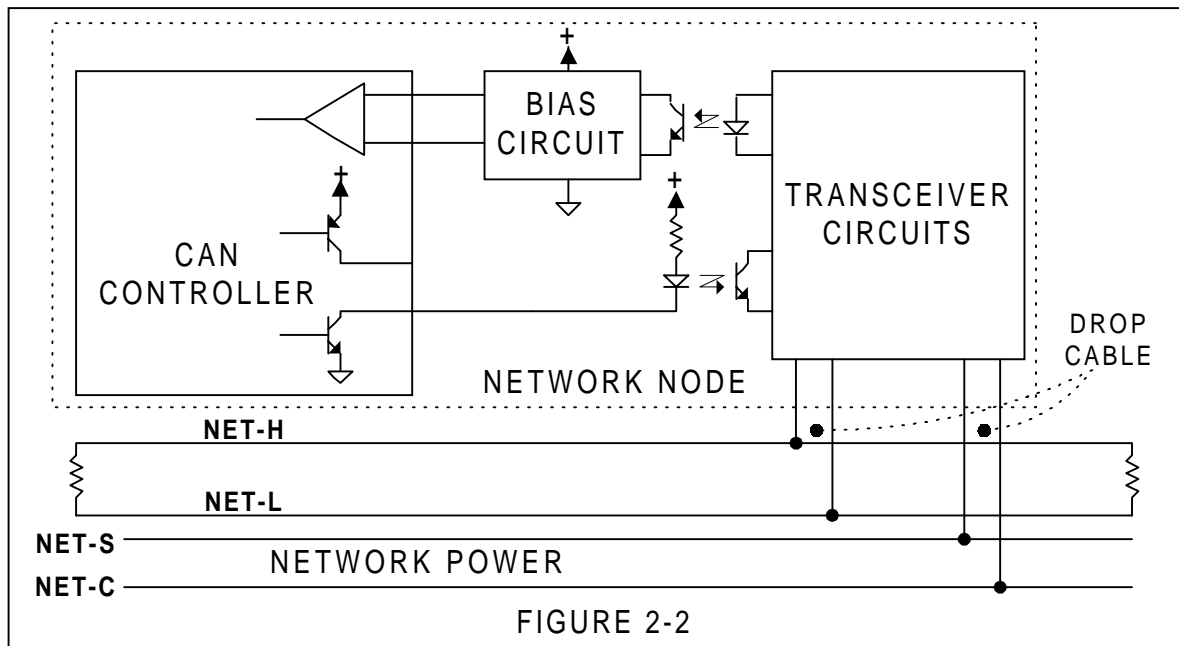 +
BIAS
CIRCUIT
+
+
TRANSCEIVER
CIRCUITS
CAN
CONTROLLER
DROP
CABLE
NETWORK NODE
NET-H
NET-L
NET-S
NETWORK POWER
NET-C
FIGURE 2-2